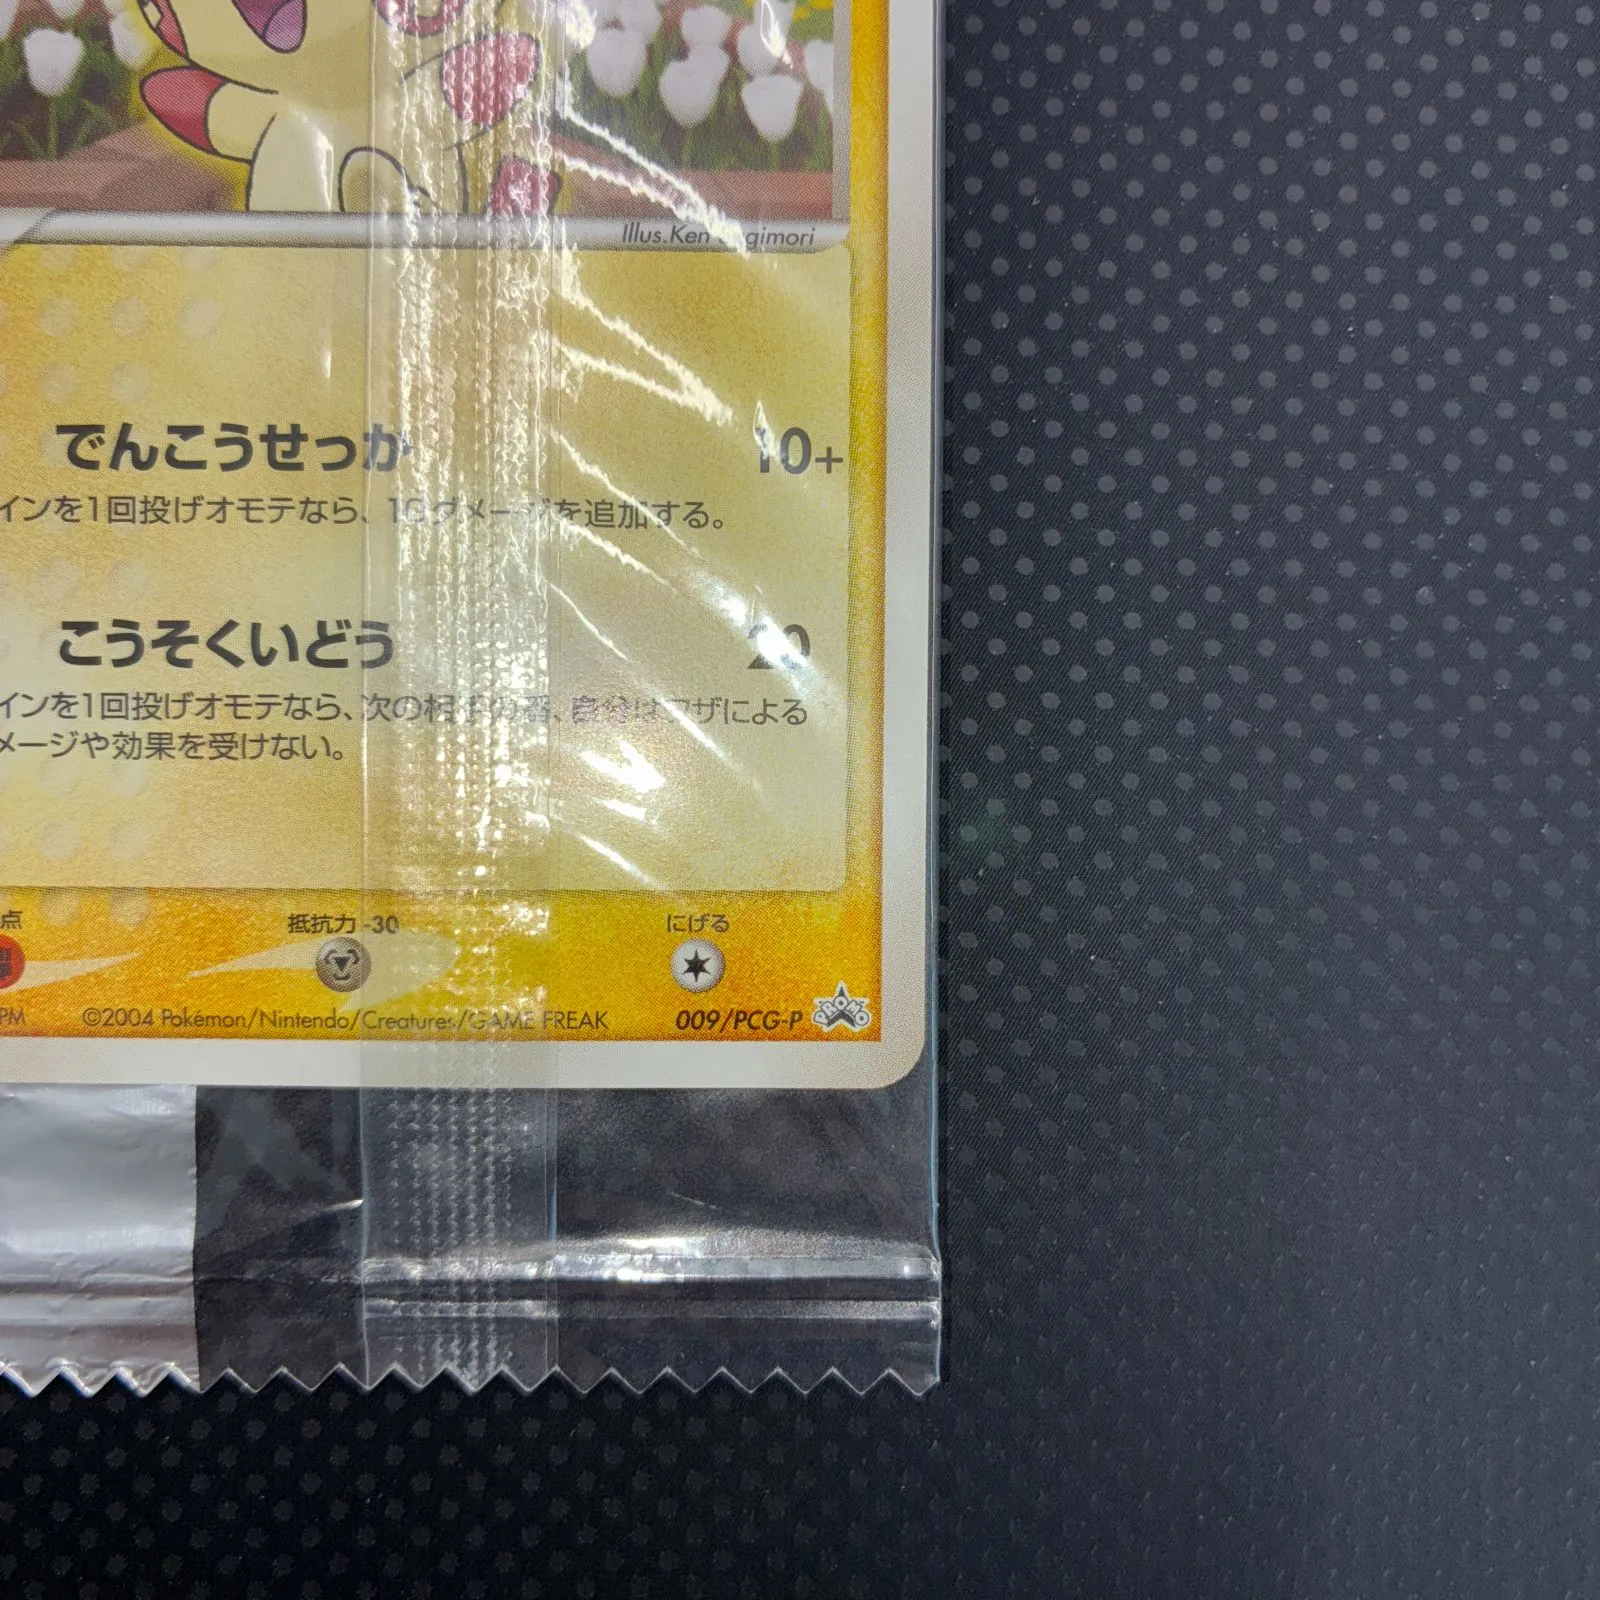 Illus.Ken Sugimori
でんこうせっか 10+
インを1回投げオモテなら、10ダメージを追加する。
こうそくいどう 20
インを1回投げオモテなら、次の相手の番、自分はワザによる
メージや効果を受けない。
点 抵抗力 -30 にげる
PM ©2004 Pokémon/Nintendo/Creatures/GAME FREAK 009/PCG-P PROMO